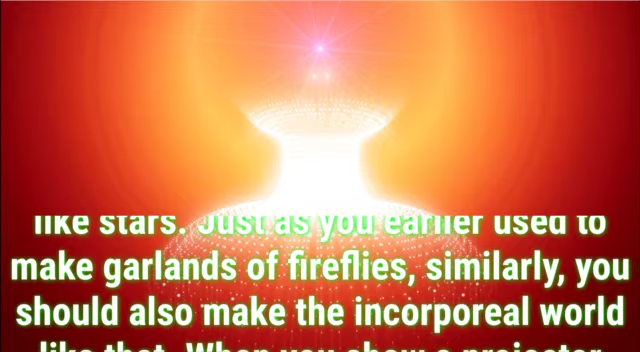 like stars. Just as you earlier used to
make garlands of fireflies, similarly, you
should also make the incorporeal world
like that. When you show a projector